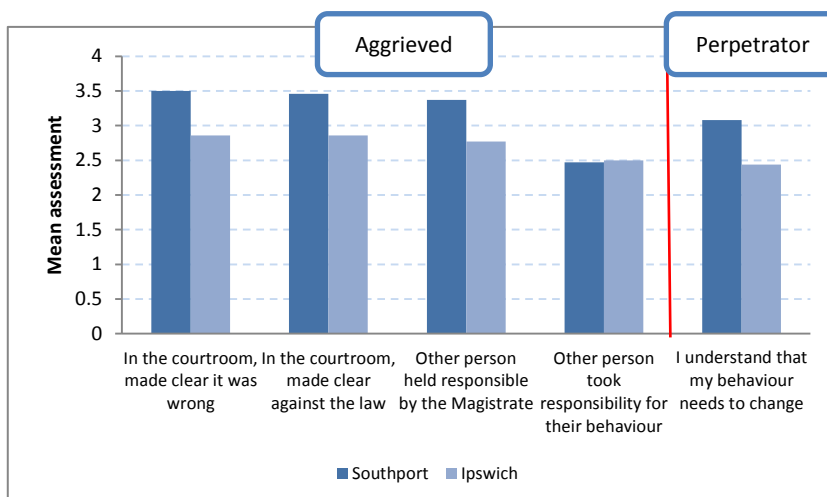 Aggrieved
Perpetrator
Mean assessment
4
3.5
3
2.5
2
1.5
1
0.5
0
In the courtroom,
made clear it was
wrong
In the courtroom,
made clear
against the law
Other person
held responsible
by the Magistrate
Other person
took
responsibility for
their behaviour
I understand that
my behaviour
needs to change
Southport
Ipswich